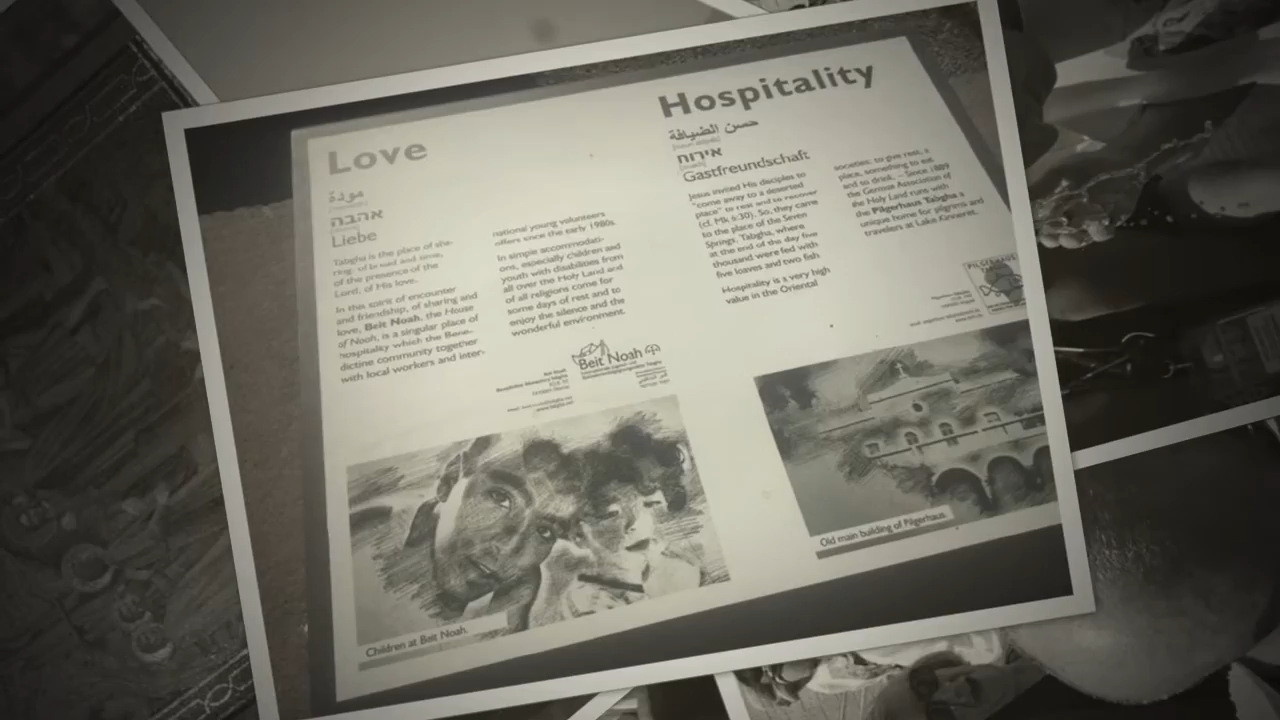 Love
مودة
אהבה
Liebe
Tabgha is the place of sha-
ring: of bread and wine,
of the presence of the
Lord, of His love.
In this spirit of encounter
and friendship, of sharing and
love, Beit Noah, the House
of Noah, is a singular place of
hospitality which the Bene-
dictine community together
with local workers and inter-
national young volunteers
offers since the early 1980s.
In simple accommodati-
ons, especially children and
youth with disabilities from
all over the Holy Land and
of all religions come for
some days of rest and to
enjoy the silence and the
wonderful environment.
Beit Noah
Beit Noah
Benedictine Monastery Tabgha
Children at Beit Noah.
Hospitality
حسن الضيافة
אירוח
Gastfreundschaft
Jesus invited His disciples to
"come away to a deserted
place" to rest and to recover
(cf. Mk 6:30). So, they came
to the place of the Seven
Springs, Tabgha, where
at the end of the day five
thousand were fed with
five loaves and two fish.
Hospitality is a very high
value in the Oriental
societies: to give rest, a
place, something to eat
and to drink. – Since 1889
the German Association of
the Holy Land runs with
the Pilgerhaus Tabgha a
unique home for pilgrims and
travelers at Lake Kinneret.
PILGERHAUS
Old main building of Pilgerhaus.